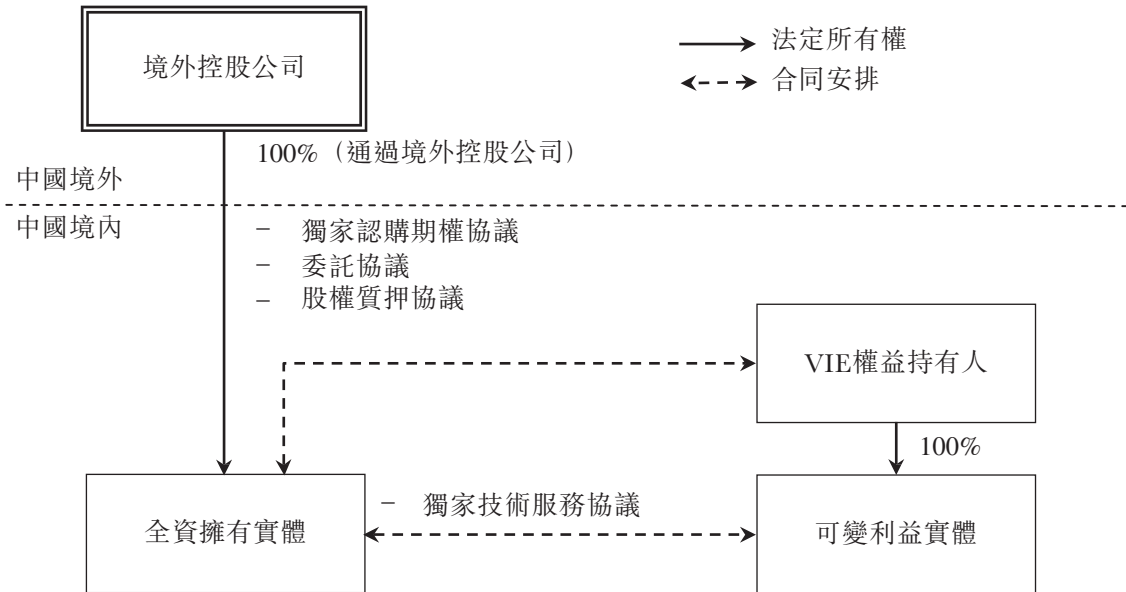 境外控股公司
法定所有權
合同安排
100%（通過境外控股公司）
中國境外
中國境內
– 獨家認購期權協議
– 委託協議
– 股權質押協議
VIE權益持有人
100%
全資擁有實體
– 獨家技術服務協議
可變利益實體